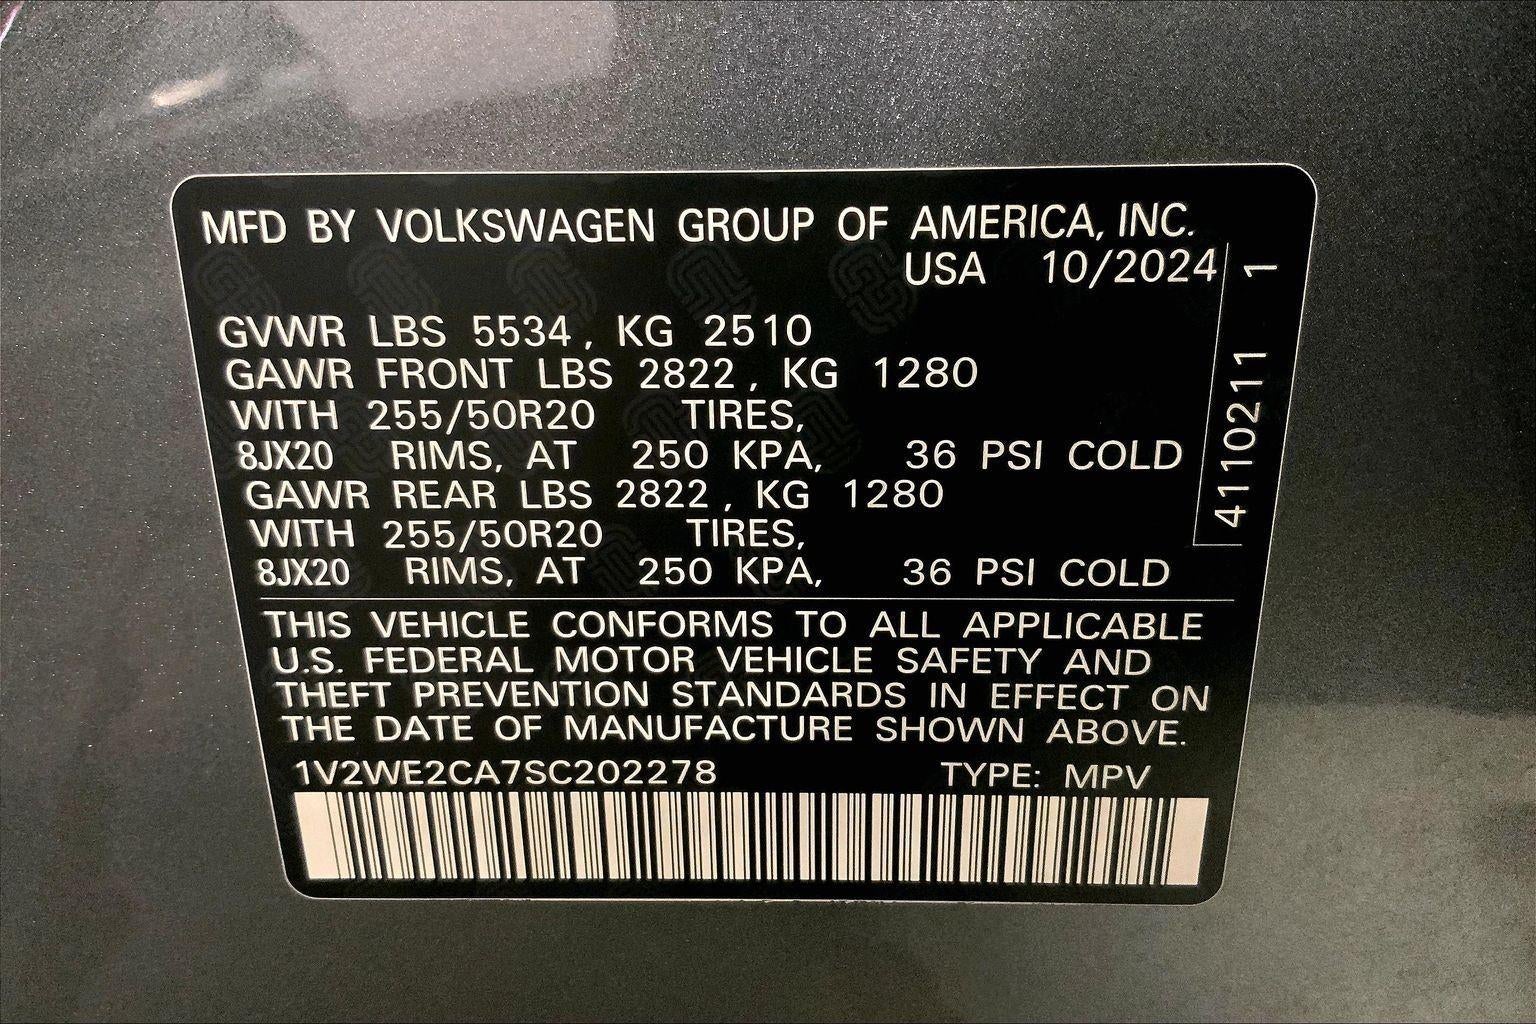 MFD BY VOLKSWAGEN GROUP OF AMERICA, INC.
USA 10/2024
GVWR LBS 5534, KG 2510
GAWR FRONT LBS 2822, KG 1280
WITH 255/50R20 TIRES,
8JX20 RIMS, AT 250 KPA, 36 PSI COLD
GAWR REAR LBS 2822, KG 1280
WITH 255/50R20 TIRES,
8JX20 RIMS, AT 250 KPA, 36 PSI COLD
THIS VEHICLE CONFORMS TO ALL APPLICABLE
U.S. FEDERAL MOTOR VEHICLE SAFETY AND
THEFT PREVENTION STANDARDS IN EFFECT ON
THE DATE OF MANUFACTURE SHOWN ABOVE.
1V2WE2CA7SC202278 TYPE: MPV
4110211 1